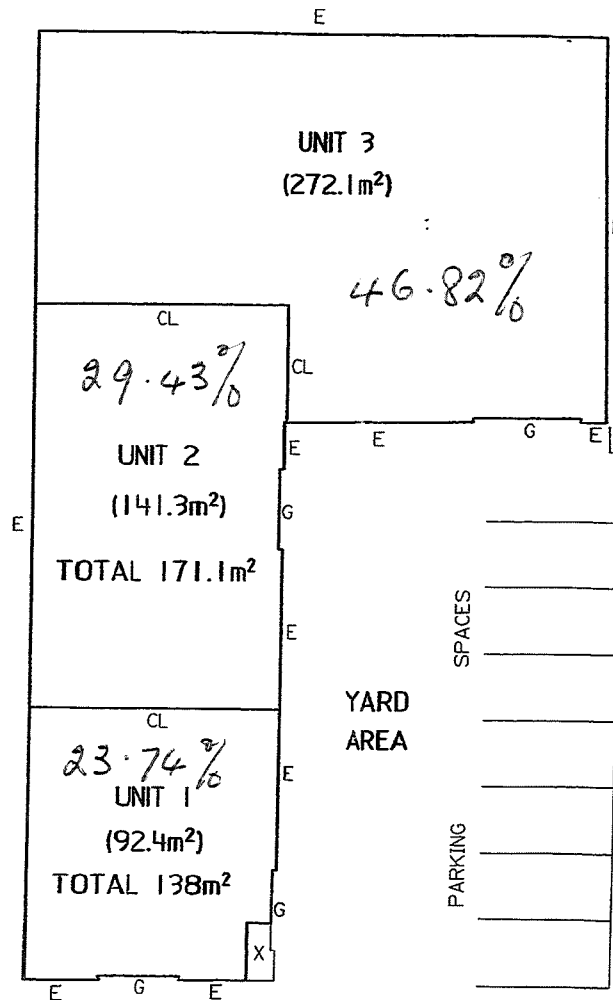 E
UNIT 3
(272.1m²)
46.82%
CL
CL
29.43%
E
E
G
E
UNIT 2
(141.3m²)
G
E
TOTAL 171.1m²
E
SPACES
YARD
AREA
CL
23.74%
E
UNIT 1
(92.4m²)
TOTAL 138m²
PARKING
G
X
E
G
E